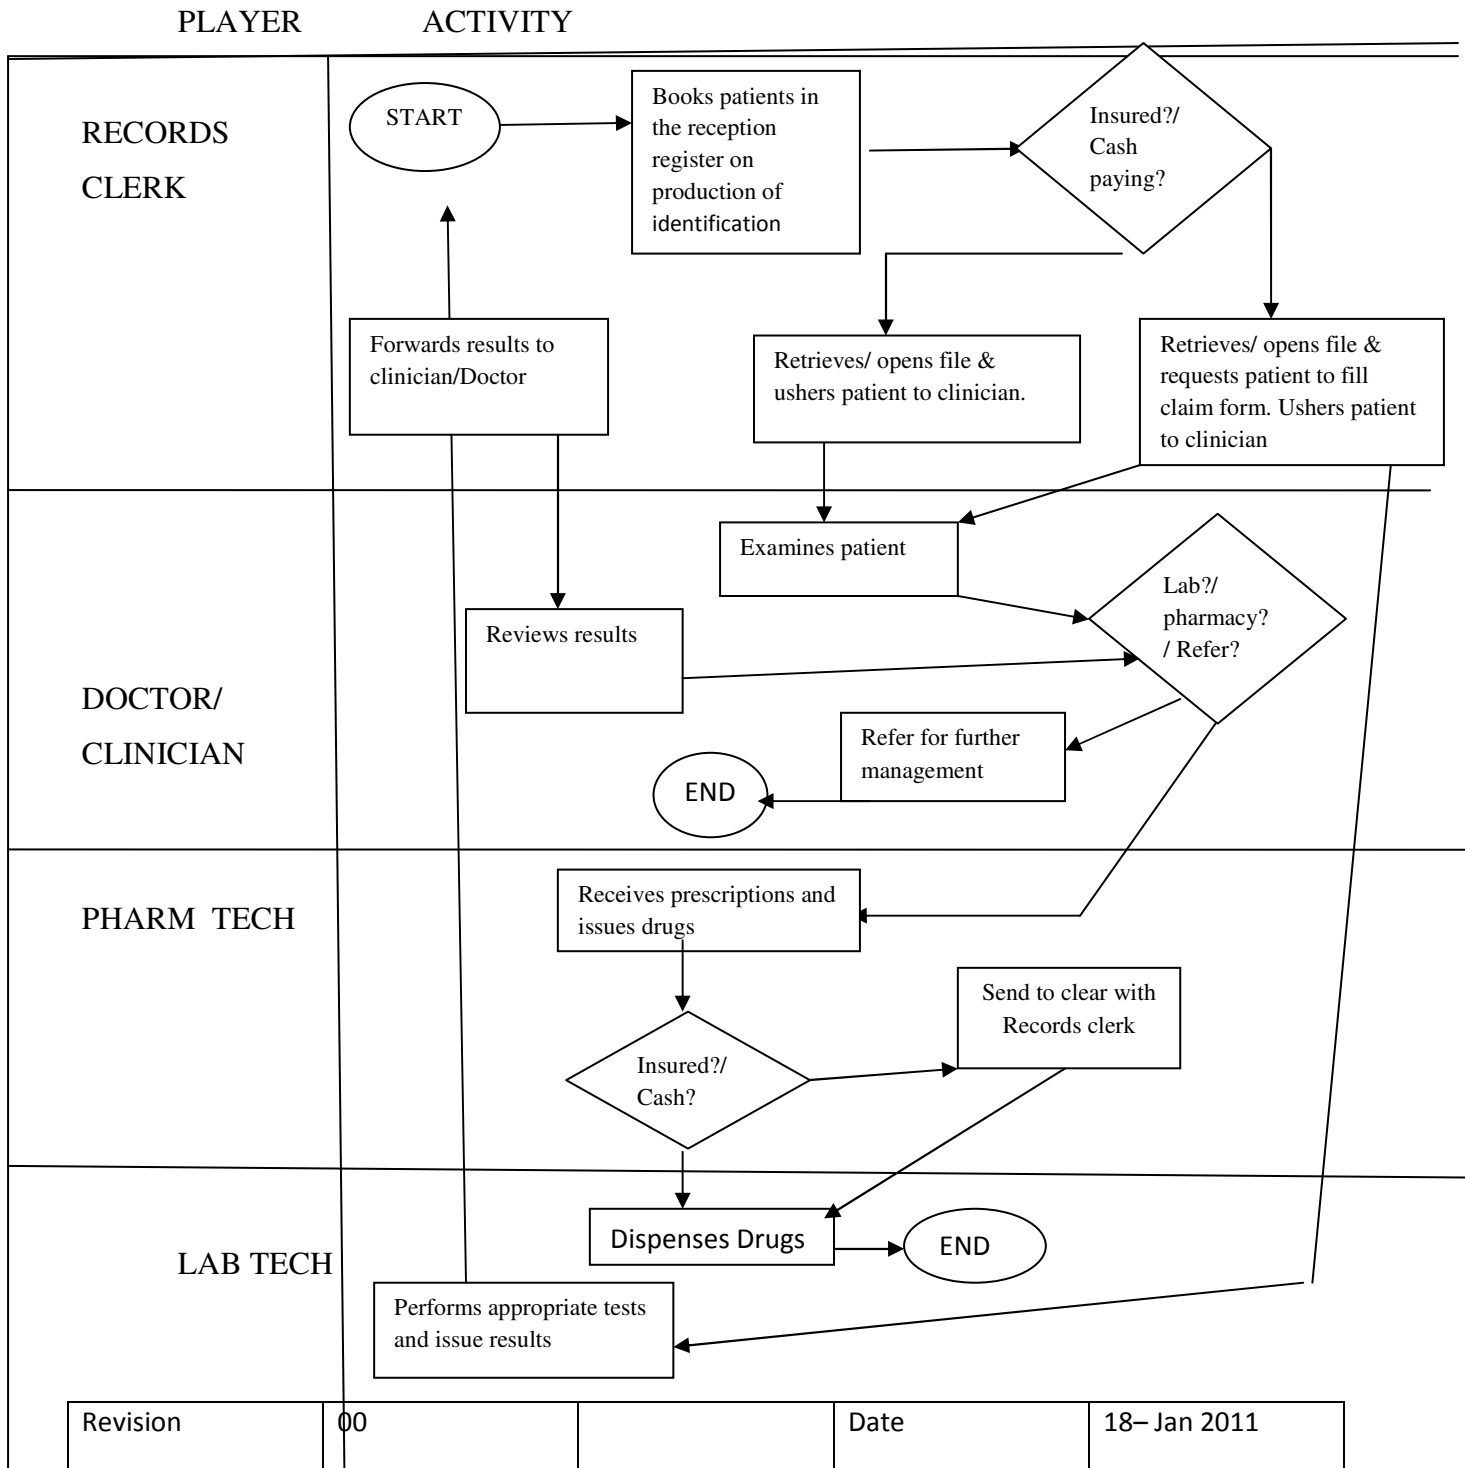 PLAYER ACTIVITY
RECORDS
CLERK
START
Books patients in
the reception
register on
production of
identification
Insured?/
Cash
paying?
Forwards results to
clinician/Doctor
Retrieves/ opens file &
ushers patient to clinician.
Retrieves/ opens file &
requests patient to fill
claim form. Ushers patient
to clinician
DOCTOR/
CLINICIAN
Examines patient
Lab?/
pharmacy?
/ Refer?
Reviews results
Refer for further
management
END
PHARM TECH
Receives prescriptions and
issues drugs
Send to clear with
Records clerk
Insured?/
Cash?
LAB TECH
Dispenses Drugs
END
Performs appropriate tests
and issue results
Revision 00 Date 18– Jan 2011